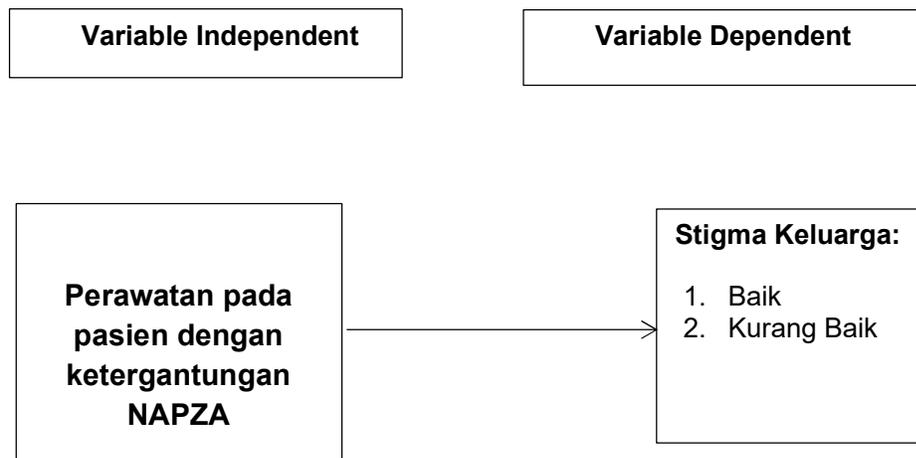 Variable Independent
Variable Dependent
Perawatan pada
pasien dengan
ketergantungan
NAPZA
Stigma Keluarga:
1. Baik
2. Kurang Baik